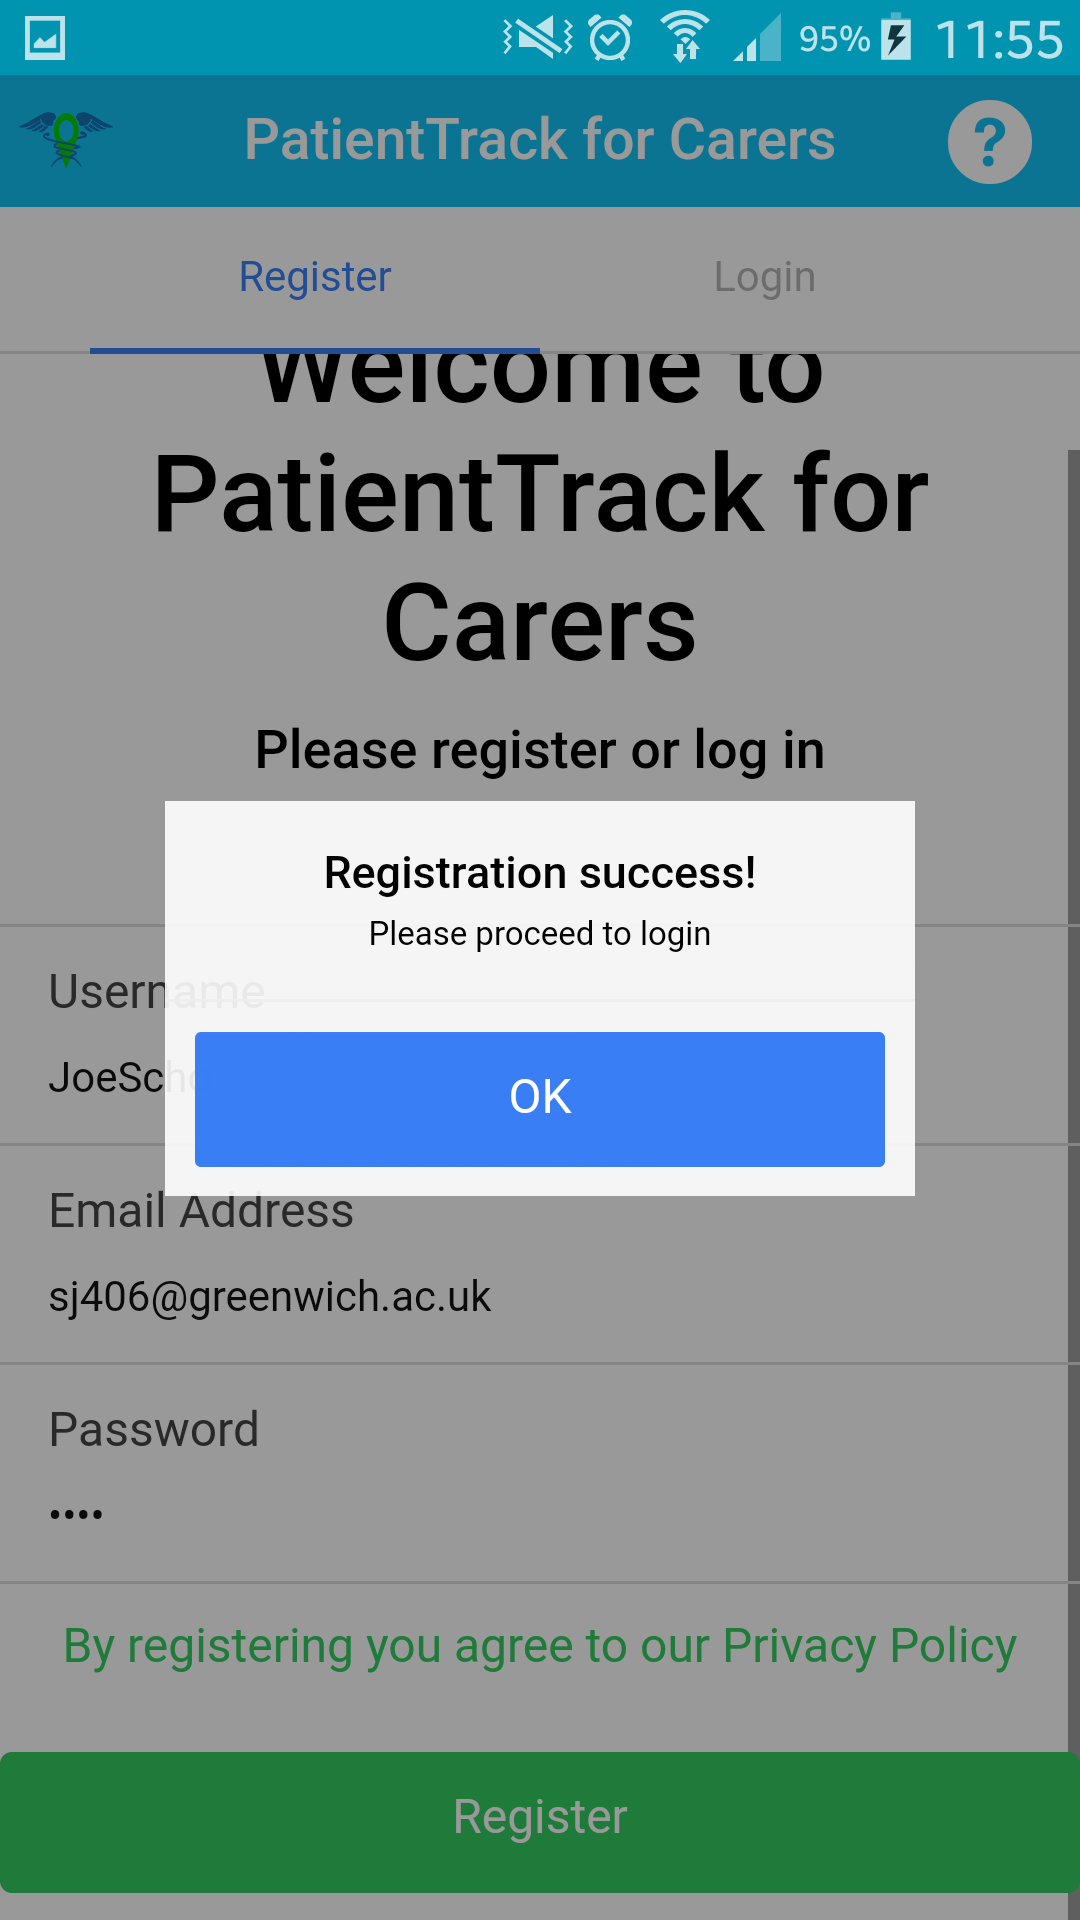 95% 11:55
PatientTrack for Carers ?
Register Login
Welcome to
PatientTrack for
Carers
Please register or log in
Registration success!
Please proceed to login
Username
OK
Email Address
sj406@greenwich.ac.uk
Password
••••
By registering you agree to our Privacy Policy
Register